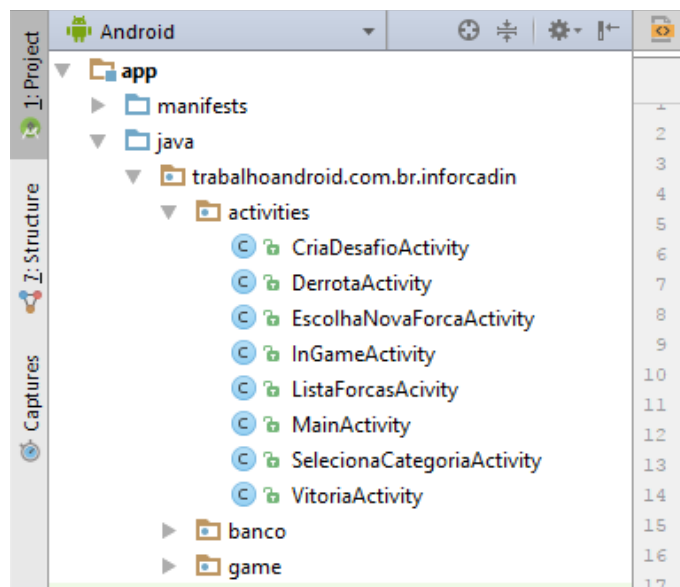 Android
1: Project
app
manifests
java
trabalhoandroid.com.br.inforcadin
activities
CriaDesafioActivity
DerrotaActivity
EscolhaNovaForcaActivity
InGameActivity
ListaForcasAcivity
MainActivity
SelecionaCategoriaActivity
VitoriaActivity
banco
game
7: Structure
Captures
1
2
3
4
5
6
7
8
9
10
11
12
13
14
15
16
17